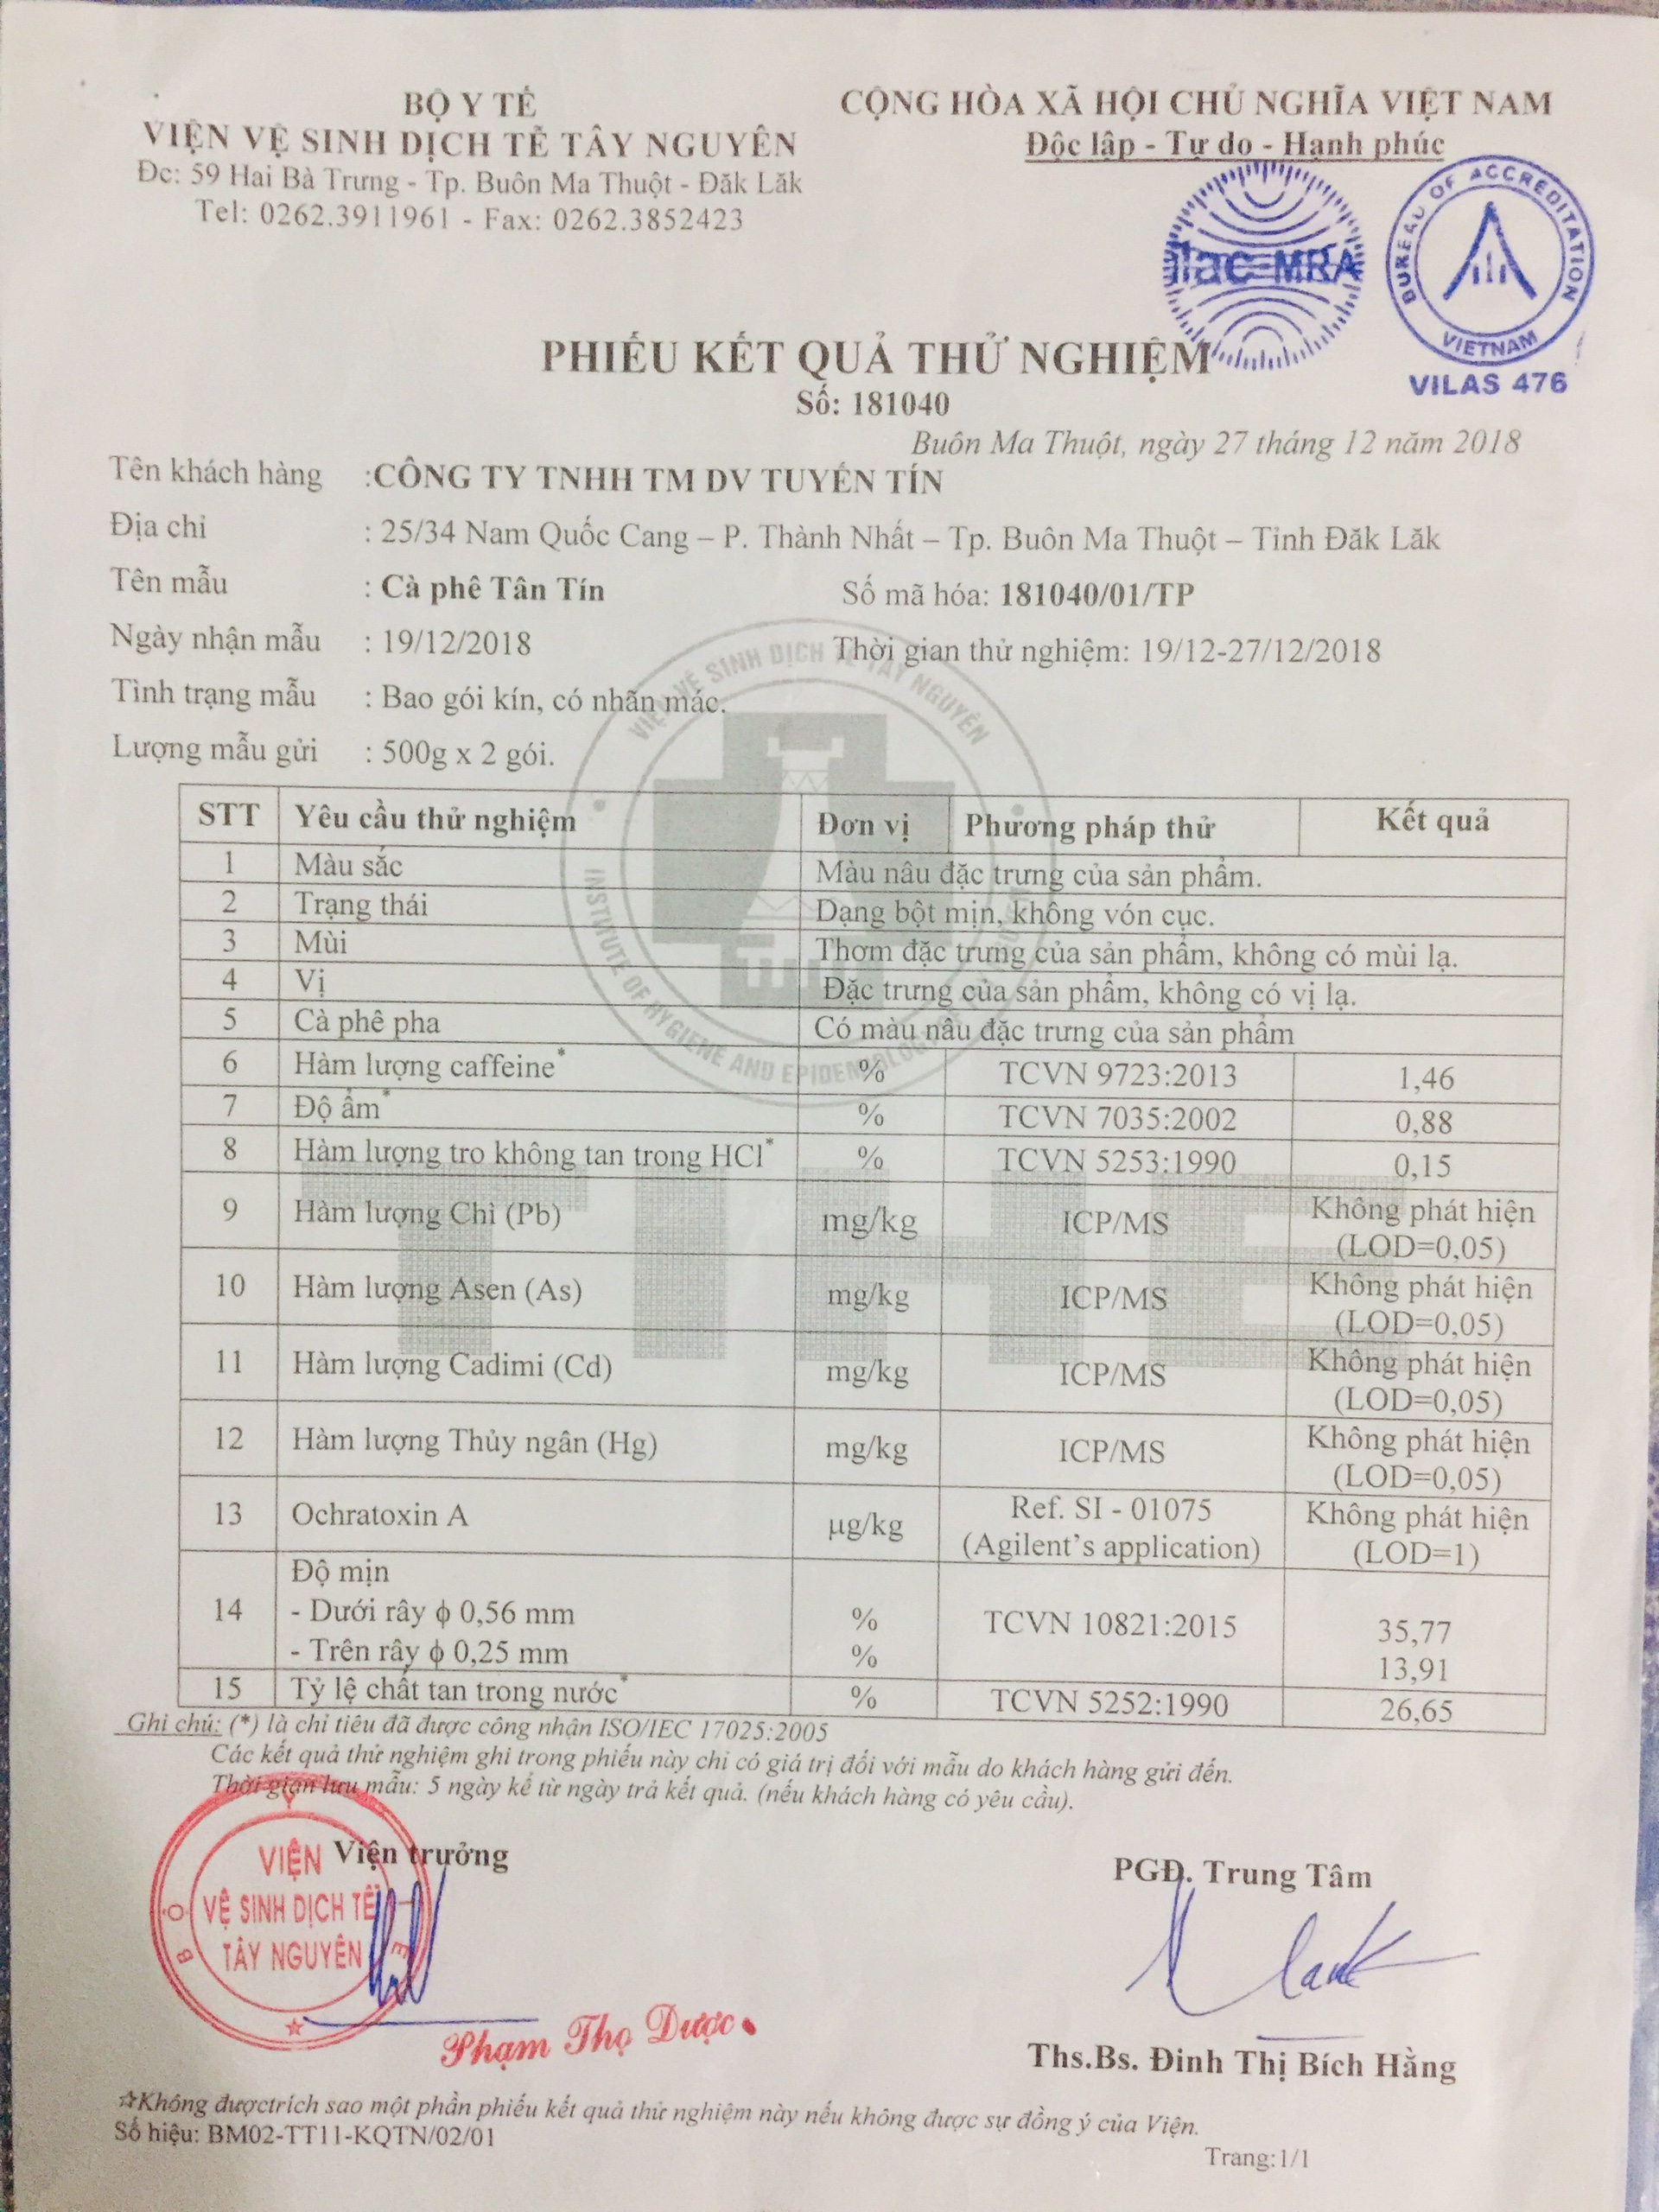 BỘ Y TẾ
VIỆN VỆ SINH DỊCH TỄ TÂY NGUYÊN
Đc: 59 Hai Bà Trưng - Tp. Buôn Ma Thuột - Đăk Lăk
Tel: 0262.3911961 - Fax: 0262.3852423
CỘNG HÒA XÃ HỘI CHỦ NGHĨA VIỆT NAM
Độc lập - Tự do - Hạnh phúc
ilac-MRA
BUREAU OF ACCREDITATION
VIETNAM
VILAS 476
PHIẾU KẾT QUẢ THỬ NGHIỆM
Số: 181040
Buôn Ma Thuột, ngày 27 tháng 12 năm 2018
Tên khách hàng :CÔNG TY TNHH TM DV TUYẾN TÍN
Địa chỉ : 25/34 Nam Quốc Cang – P. Thành Nhất – Tp. Buôn Ma Thuột – Tỉnh Đăk Lăk
Tên mẫu : Cà phê Tân Tín Số mã hóa: 181040/01/TP
Ngày nhận mẫu : 19/12/2018 Thời gian thử nghiệm: 19/12-27/12/2018
Tình trạng mẫu : Bao gói kín, có nhãn mác.
Lượng mẫu gửi : 500g x 2 gói.
VIỆN VỆ SINH DỊCH TỄ TÂY NGUYÊN
INSTITUTE OF HYGIENE AND EPIDEMIOLOGY OF
TIHE
STT Yêu cầu thử nghiệm Đơn vị Phương pháp thử Kết quả
1 Màu sắc Màu nâu đặc trưng của sản phẩm.
2 Trạng thái Dạng bột mịn, không vón cục.
3 Mùi Thơm đặc trưng của sản phẩm, không có mùi lạ.
4 Vị Đặc trưng của sản phẩm, không có vị lạ.
5 Cà phê pha Có màu nâu đặc trưng của sản phẩm
6 Hàm lượng caffeine* % TCVN 9723:2013 1,46
7 Độ ẩm* % TCVN 7035:2002 0,88
8 Hàm lượng tro không tan trong HCl* % TCVN 5253:1990 0,15
9 Hàm lượng Chì (Pb) mg/kg ICP/MS Không phát hiện
(LOD=0,05)
10 Hàm lượng Asen (As) mg/kg ICP/MS Không phát hiện
(LOD=0,05)
11 Hàm lượng Cadimi (Cd) mg/kg ICP/MS Không phát hiện
(LOD=0,05)
12 Hàm lượng Thủy ngân (Hg) mg/kg ICP/MS Không phát hiện
(LOD=0,05)
13 Ochratoxin A µg/kg Ref. SI - 01075 Không phát hiện
(Agilent's application) (LOD=1)
Độ mịn
14 - Dưới rây ϕ 0,56 mm % TCVN 10821:2015 35,77
- Trên rây ϕ 0,25 mm % 13,91
15 Tỷ lệ chất tan trong nước* % TCVN 5252:1990 26,65
Ghi chú: (*) là chỉ tiêu đã được công nhận ISO/IEC 17025:2005
Các kết quả thử nghiệm ghi trong phiếu này chỉ có giá trị đối với mẫu do khách hàng gửi đến.
Thời gian lưu mẫu: 5 ngày kể từ ngày trả kết quả. (nếu khách hàng có yêu cầu).
Viện trưởng
PGĐ. Trung Tâm
BỘ Y TẾ
VIỆN
VỆ SINH DỊCH TỄ
TÂY NGUYÊN
Phạm Thọ Dược
Ths.Bs. Đinh Thị Bích Hằng
☆Không đượctrích sao một phần phiếu kết quả thử nghiệm này nếu không được sự đồng ý của Viện.
Số hiệu: BM02-TT11-KQTN/02/01
Trang:1/1